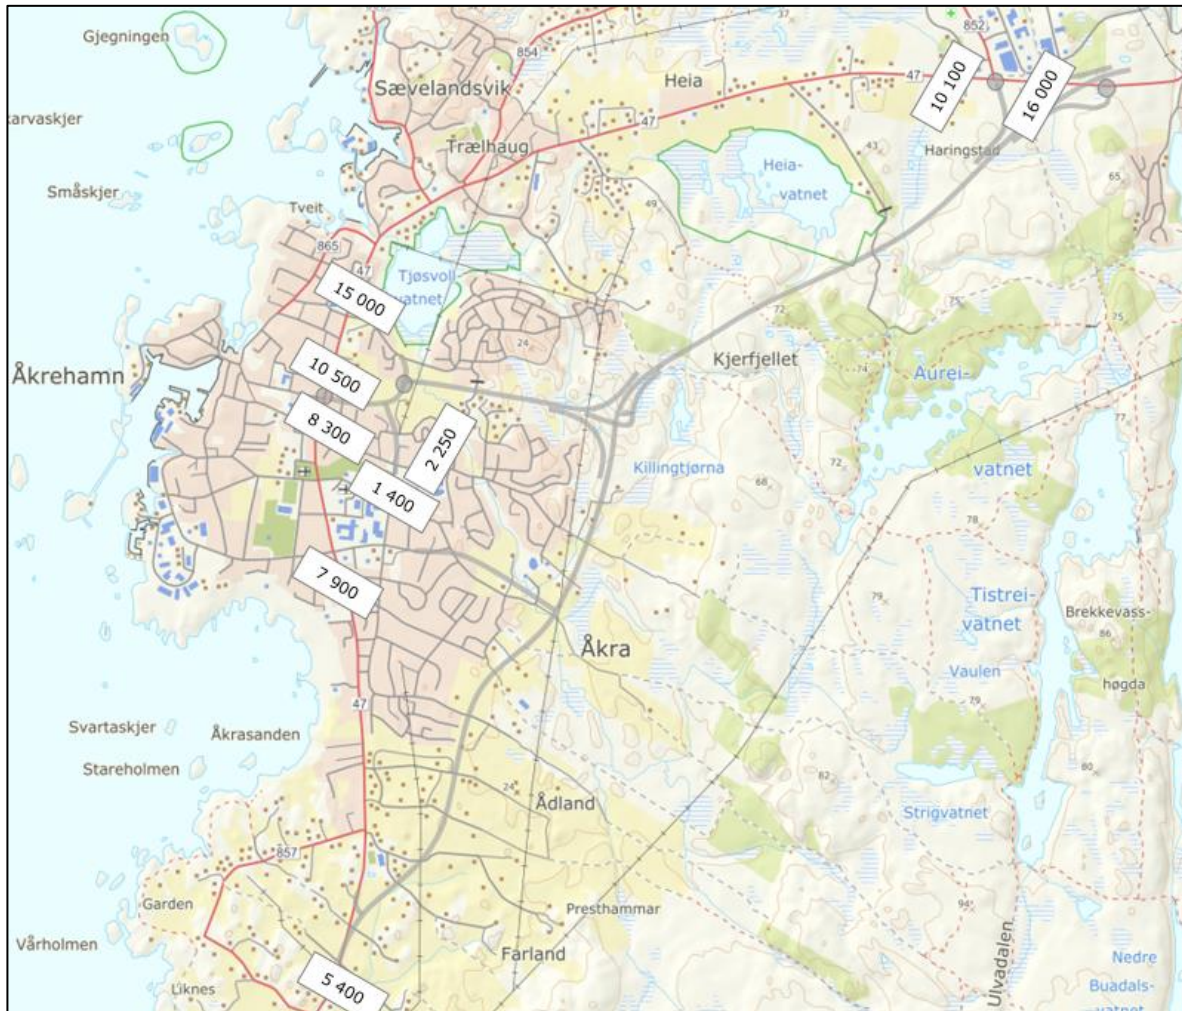 Gjegningen
854
852
47
Heia
10 100
16 000
Sævelandsvik
karvaskjer
47
Trælhaug
43
Haringstad
Heia-
vatnet
65
Småskjer
Tveit
49
865
47
Tjøsvoll
vatnet
15 000
72
75
75
24
Kjerfjellet
74
Aurei-
Åkrehamn
10 500
77
8 300
2 250
Killingtjørna
72
vatnet
68
1 400
78
7 900
79
Tistrei-
vatnet
Brekkevass-
86
Åkra
Vaulen
høgda
79
47
Svartaskjer
Åkrasanden
Stareholmen
80
82
24
Ådland
Strigvatnet
857
Garden
94
Presthammar
Vårholmen
Farland
Ulvadalen
Nedre
Liknes
5 400
Buadals-
vatnet